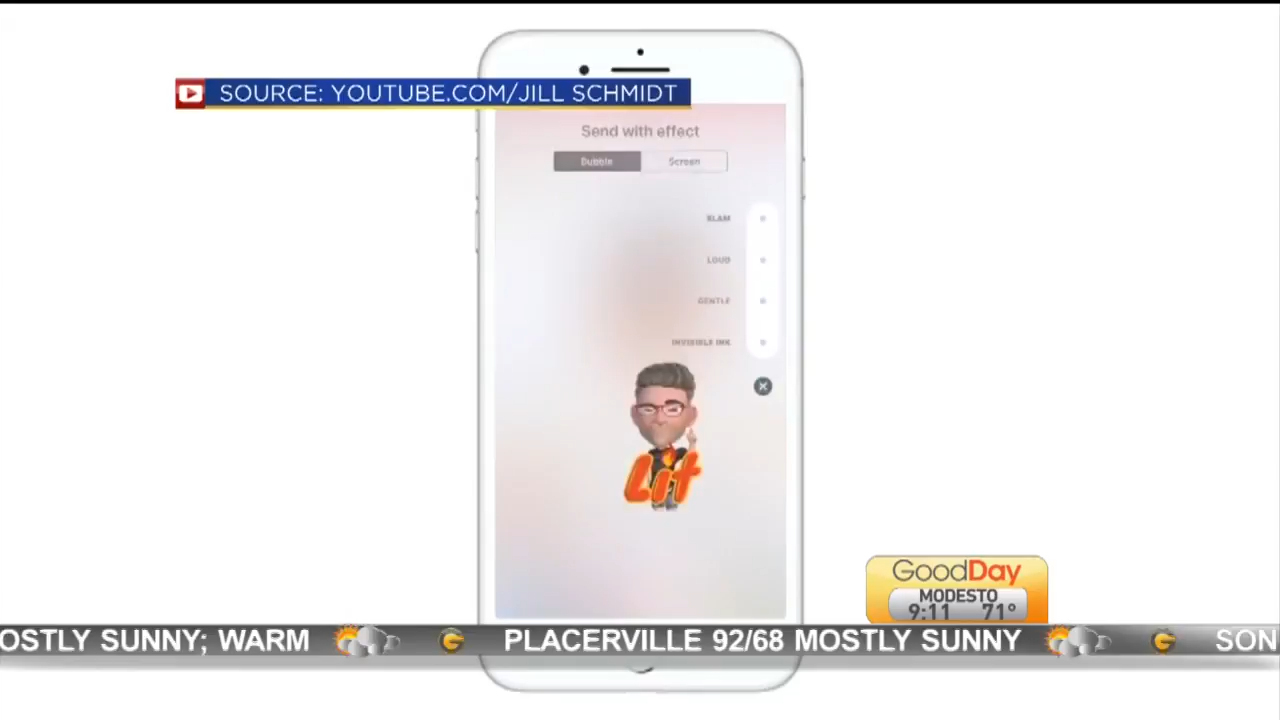 SOURCE: YOUTUBE.COM/JILL SCHMIDT
Send with effect
Bubble
Screen
SLAM
LOUD
GENTLE
INVISIBLE INK
Lit
GoodDay
MODESTO
9:11 71°
OSTLY SUNNY; WARM
PLACERVILLE 92/68 MOSTLY SUNNY
SON